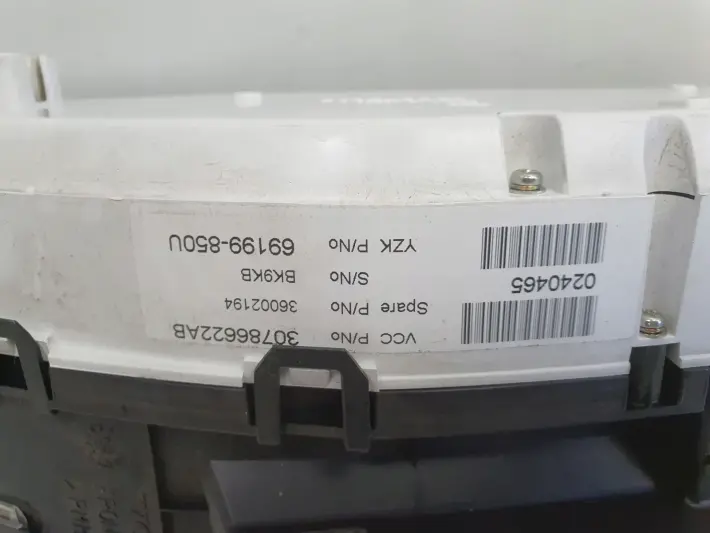 VCC P/No 30786622AB
Spare P/No 36002194
S/No BK9KB
YZK P/No 69199-850U
0240465